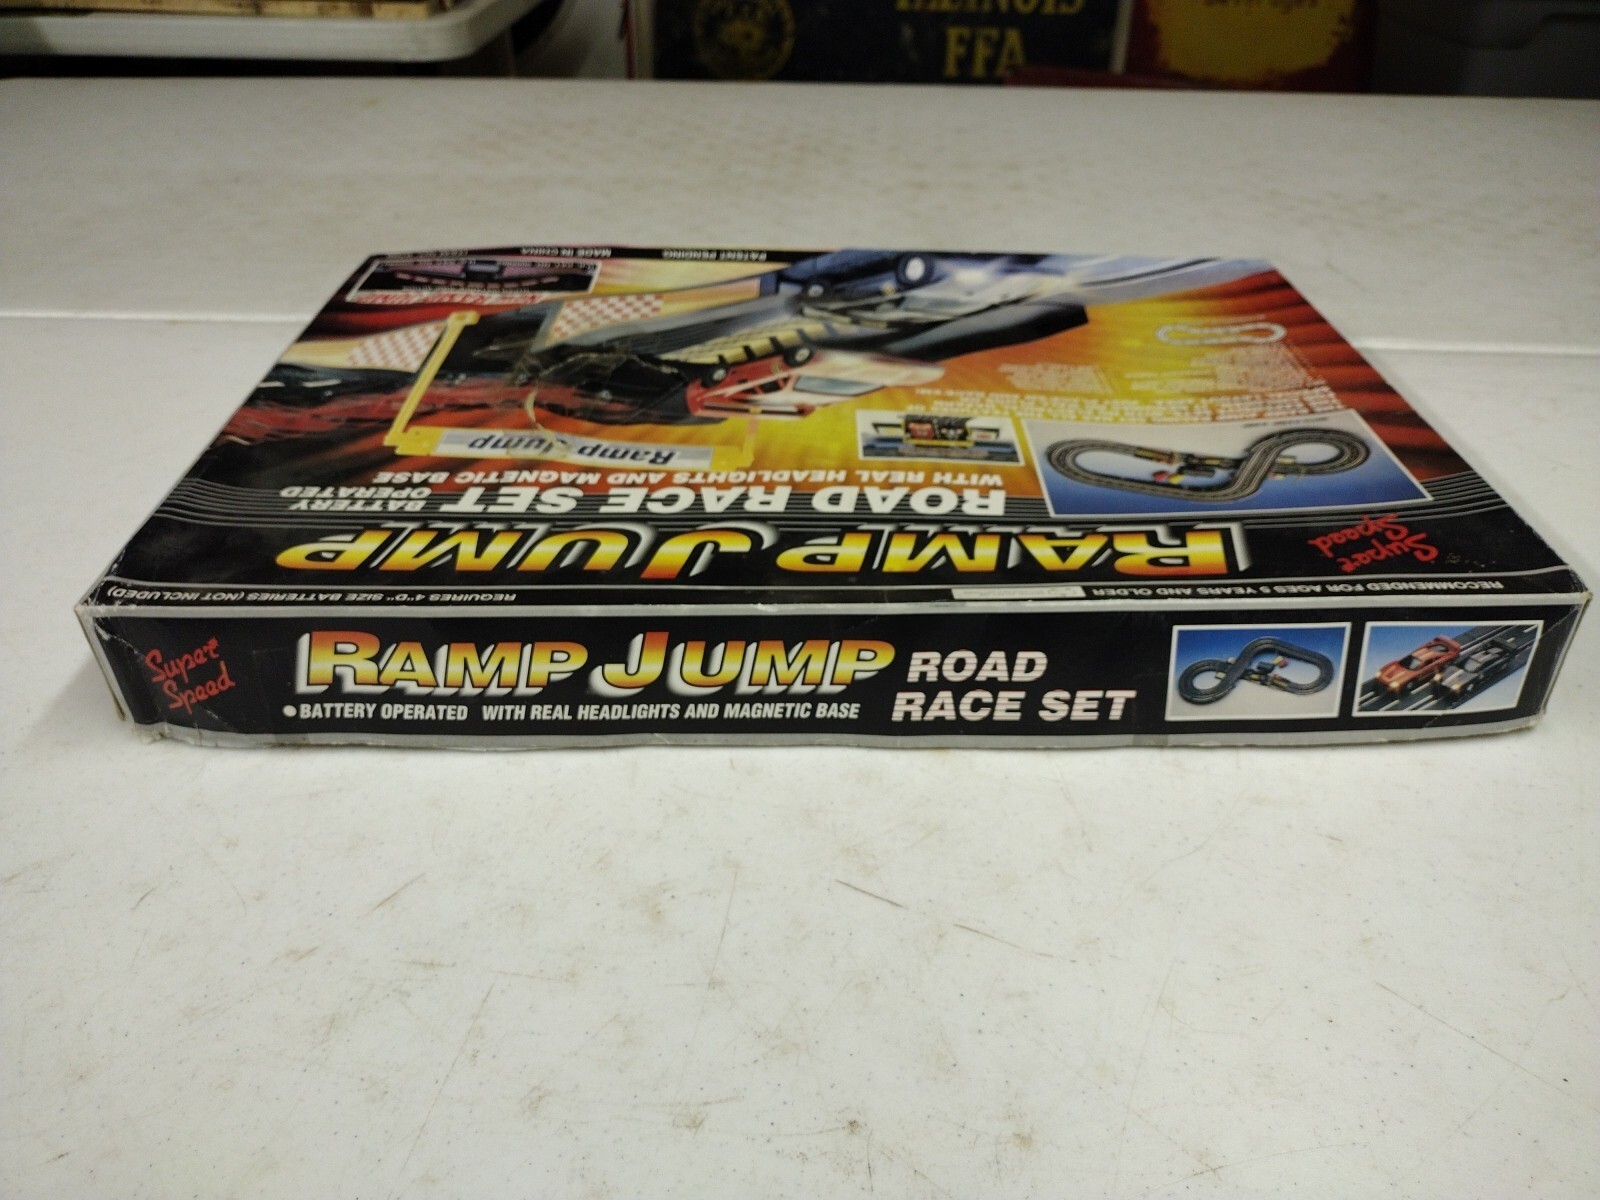 ILLINOIS
FFA
Beverages
MADE IN CHINA
PATENT PENDING
Ramp Jump
WITH REAL HEADLIGHTS AND MAGNETIC BASE
ROAD RACE SET
BATTERY
OPERATED
RAMP JUMP
Super
Speed
RECOMMENDED FOR AGES 5 YEARS AND OLDER
REQUIRES 4 "D" SIZE BATTERIES (NOT INCLUDED)
Super
Speed
RAMP JUMP
ROAD
RACE SET
•BATTERY OPERATED WITH REAL HEADLIGHTS AND MAGNETIC BASE